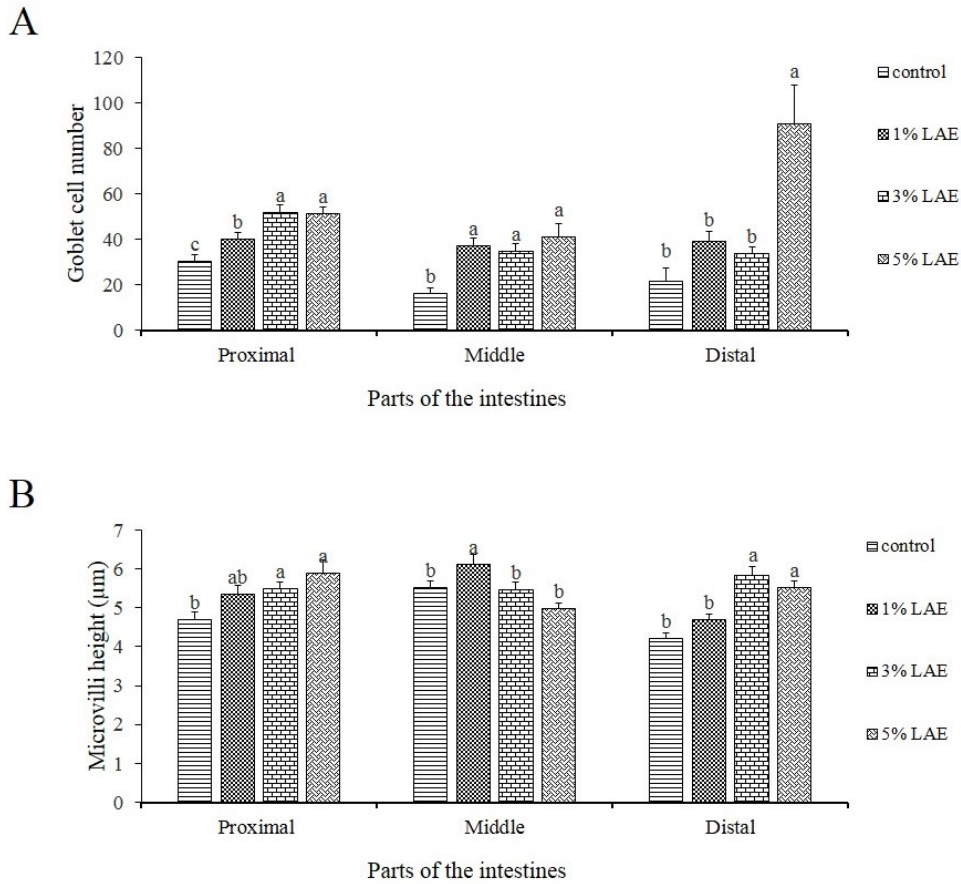 A
120
100
80
60
40
20
0
Goblet cell number
c b a a
b a a a
b b b a
Proximal Middle Distal
Parts of the intestines
control
1% LAE
3% LAE
5% LAE
B
7
6
5
4
3
2
1
0
Microvilli height (µm)
b ab a a
b a b b
b b a a
Proximal Middle Distal
Parts of the intestines
control
1% LAE
3% LAE
5% LAE